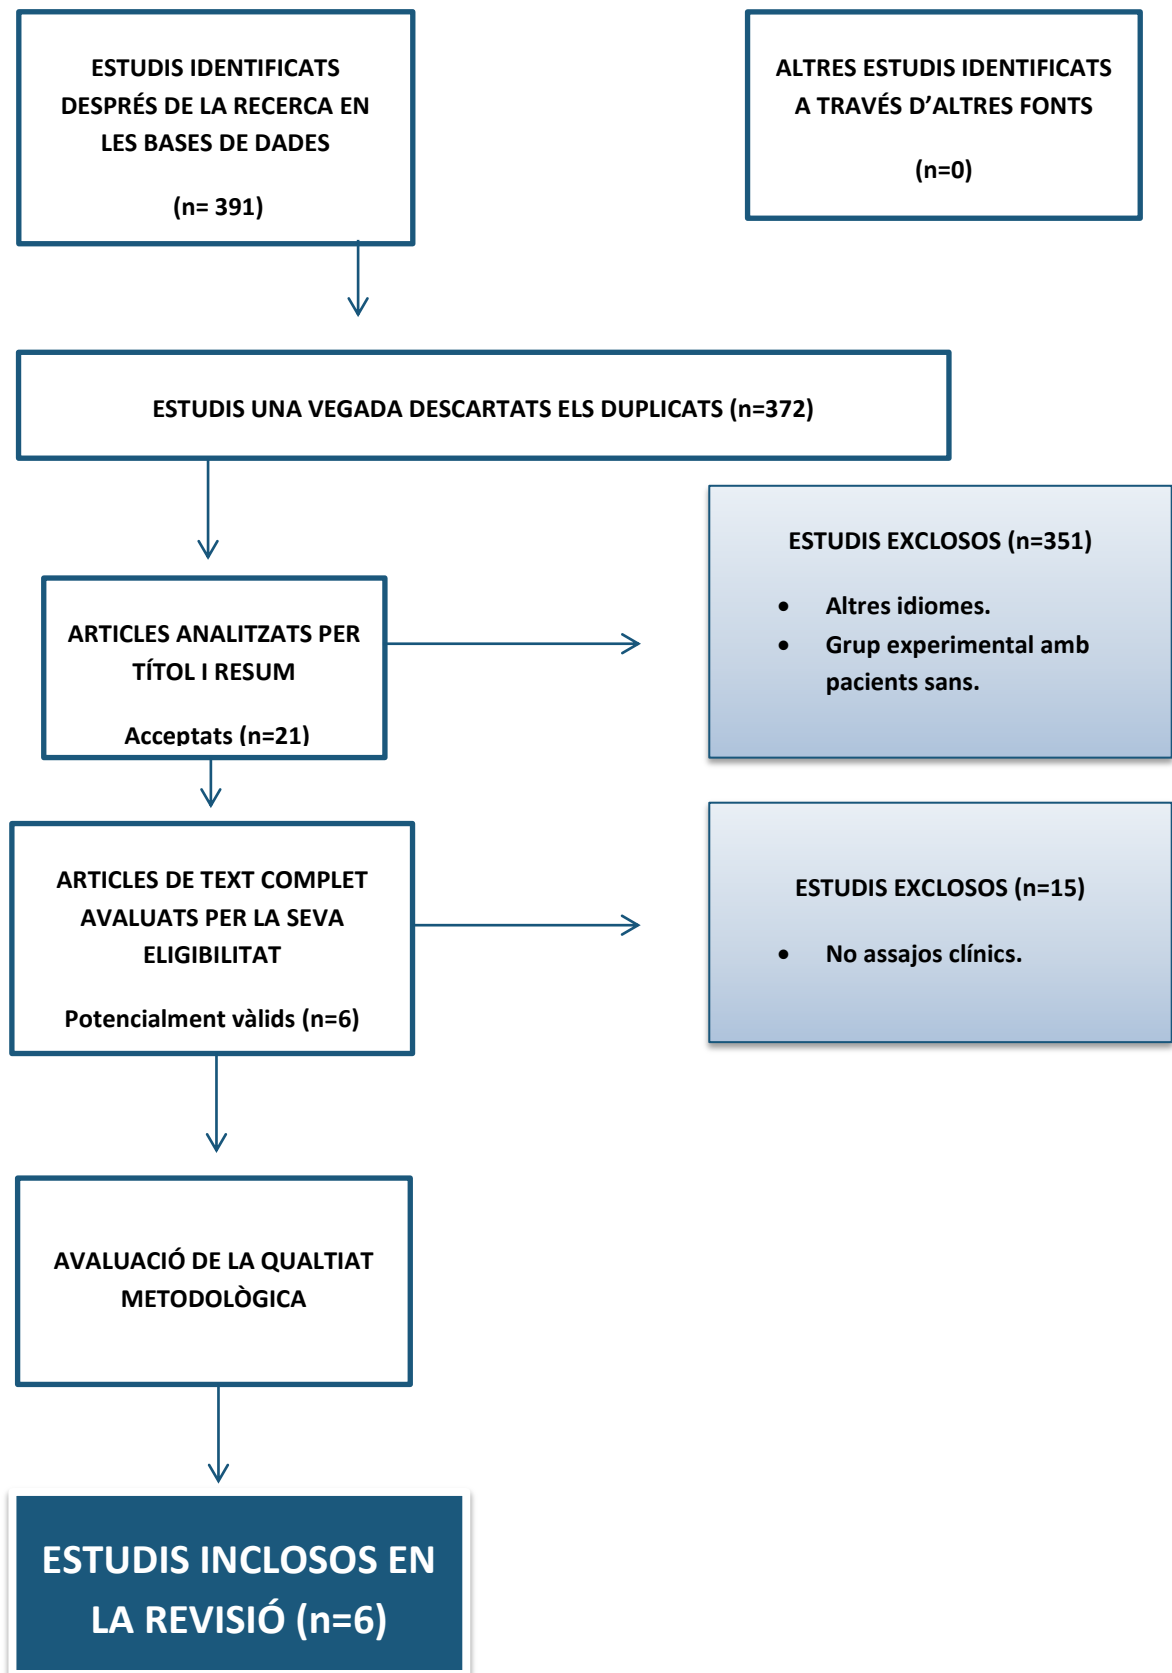 ESTUDIS IDENTIFICATS
DESPRÉS DE LA RECERCA EN
LES BASES DE DADES
(n= 391)
ALTRES ESTUDIS IDENTIFICATS
A TRAVÉS D’ALTRES FONTS
(n=0)
ESTUDIS UNA VEGADA DESCARTATS ELS DUPLICATS (n=372)
ARTICLES ANALITZATS PER
TÍTOL I RESUM
Acceptats (n=21)
ESTUDIS EXCLOSOS (n=351)
• Altres idiomes.
• Grup experimental amb
pacients sans.
ARTICLES DE TEXT COMPLET
AVALUATS PER LA SEVA
ELIGIBILITAT
Potencialment vàlids (n=6)
ESTUDIS EXCLOSOS (n=15)
• No assajos clínics.
AVALUACIÓ DE LA QUALTIAT
METODOLÒGICA
ESTUDIS INCLOSOS EN
LA REVISIÓ (n=6)